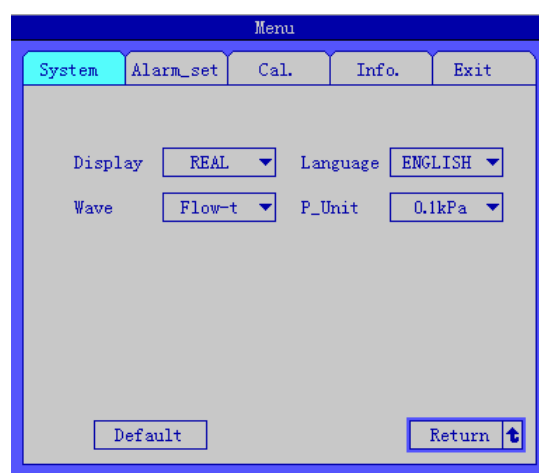 Menu
System Alarm_set Cal. Info. Exit
Display REAL Language ENGLISH
Wave Flow-t P_Unit 0.1kPa
Default Return